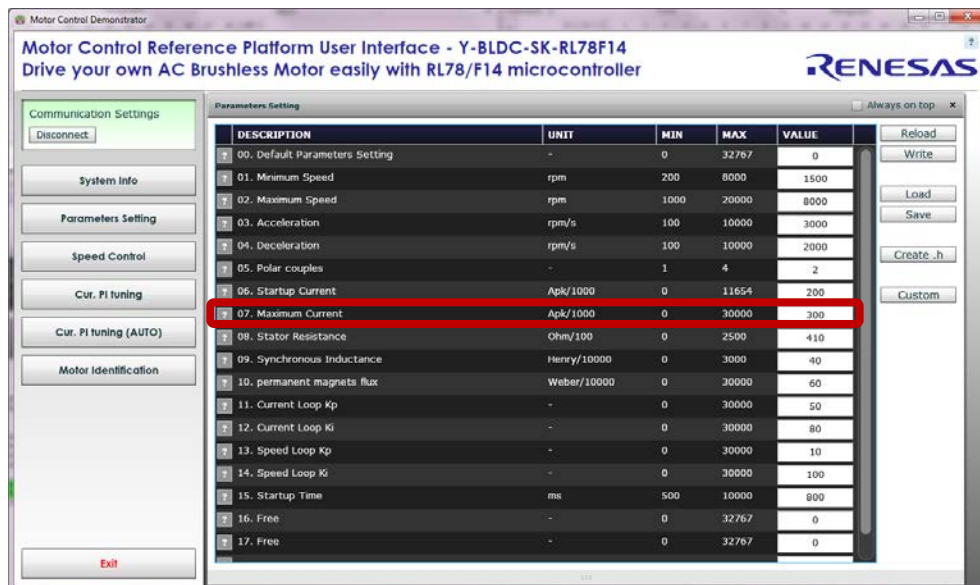 Motor Control Demonstrator
Motor Control Reference Platform User Interface - Y-BLDC-SK-RL78F14
Drive your own AC Brushless Motor easily with RL78/F14 microcontroller
RENESAS
?
Communication Settings
Disconnect
System Info
Parameters Setting
Speed Control
Cur. PI tuning
Cur. PI tuning (AUTO)
Motor Identification
Exit
Parameters Setting
Always on top x
DESCRIPTION UNIT MIN MAX VALUE
? 00. Default Parameters Setting - 0 32767 0
? 01. Minimum Speed rpm 200 8000 1500
? 02. Maximum Speed rpm 1000 20000 8000
? 03. Acceleration rpm/s 100 10000 3000
? 04. Deceleration rpm/s 100 10000 2000
? 05. Polar couples - 1 4 2
? 06. Startup Current Apk/1000 0 11654 200
? 07. Maximum Current Apk/1000 0 30000 300
? 08. Stator Resistance Ohm/100 0 2500 410
? 09. Synchronous Inductance Henry/10000 0 3000 40
? 10. permanent magnets flux Weber/10000 0 30000 60
? 11. Current Loop Kp - 0 30000 50
? 12. Current Loop Ki - 0 30000 80
? 13. Speed Loop Kp - 0 30000 10
? 14. Speed Loop Ki - 0 30000 100
? 15. Startup Time ms 500 10000 800
? 16. Free - 0 32767 0
? 17. Free - 0 32767 0
Reload
Write
Load
Save
Create .h
Custom